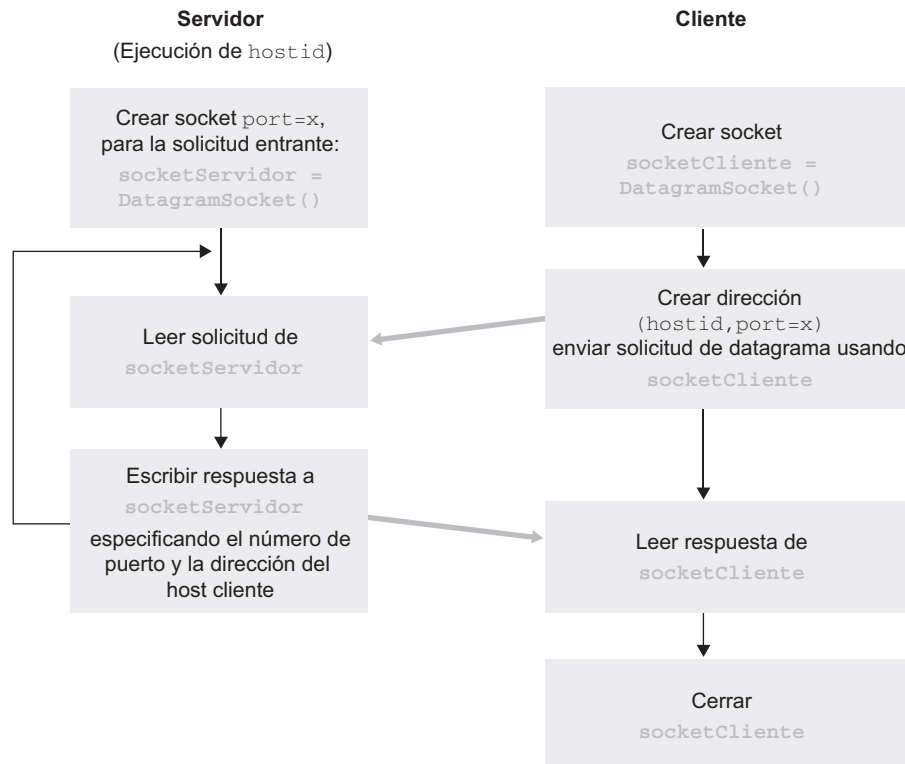 Servidor
(Ejecución de hostid)
Crear socket port=x,
para la solicitud entrante:
socketServidor =
DatagramSocket()
Leer solicitud de
socketServidor
Escribir respuesta a
socketServidor
especificando el número de
puerto y la dirección del
host cliente
Cliente
Crear socket
socketCliente =
DatagramSocket()
Crear dirección
(hostid,port=x)
enviar solicitud de datagrama usando
socketCliente
Leer respuesta de
socketCliente
Cerrar
socketCliente